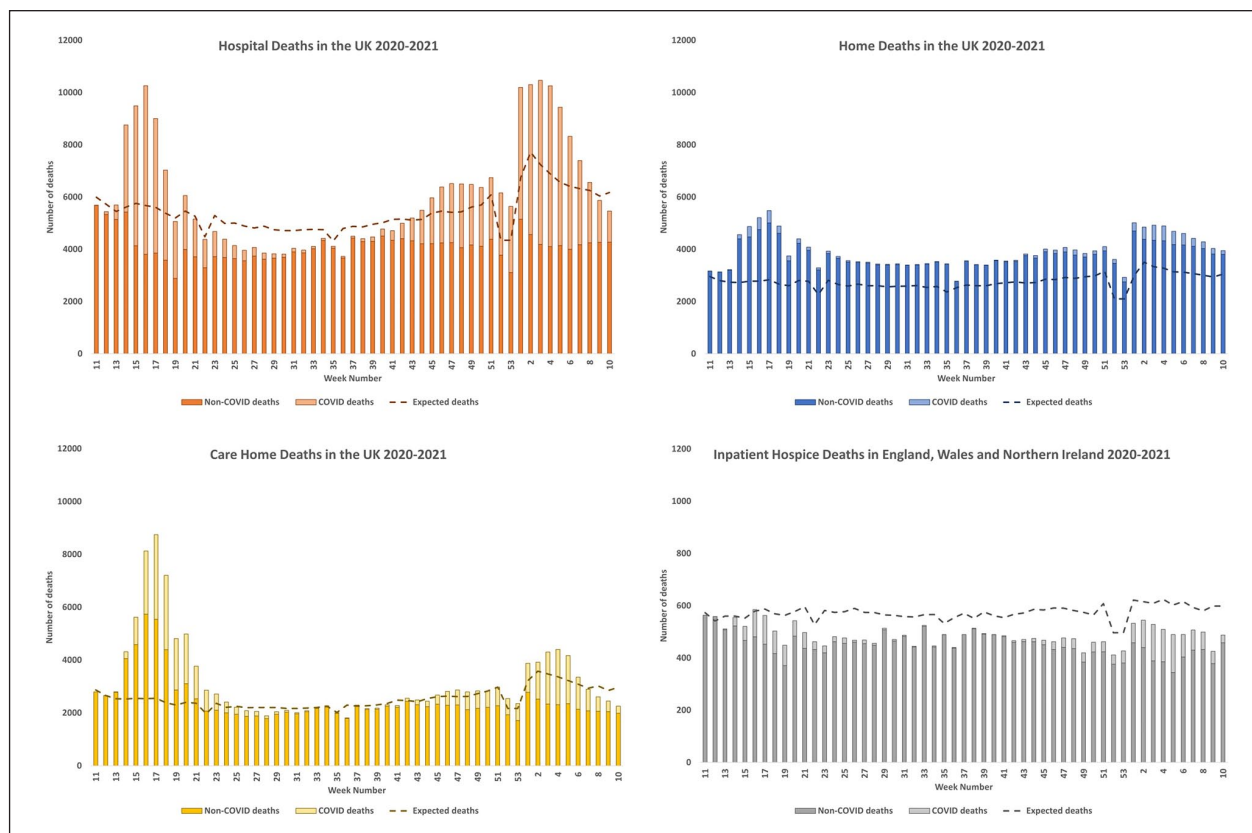 Hospital Deaths in the UK 2020-2021
12000
10000
8000
6000
4000
2000
0
Number of deaths
11 13 15 17 19 21 23 25 27 29 31 33 35 37 39 41 43 45 47 49 51 53 2 4 6 8 10
Week Number
Non-COVID deaths COVID deaths Expected deaths
Home Deaths in the UK 2020-2021
12000
10000
8000
6000
4000
2000
0
Number of deaths
11 13 15 17 19 21 23 25 27 29 31 33 35 37 39 41 43 45 47 49 51 53 2 4 6 8 10
Week Number
Non-COVID deaths COVID deaths Expected deaths
Care Home Deaths in the UK 2020-2021
12000
10000
8000
6000
4000
2000
0
Number of deaths
11 13 15 17 19 21 23 25 27 29 31 33 35 37 39 41 43 45 47 49 51 53 2 4 6 8 10
Week Number
Non-COVID deaths COVID deaths Expected deaths
Inpatient Hospice Deaths in England, Wales and Northern Ireland 2020-2021
1200
1000
800
600
400
200
0
Number of deaths
11 13 15 17 19 21 23 25 27 29 31 33 35 37 39 41 43 45 47 49 51 53 2 4 6 8 10
Week Number
Non-COVID deaths COVID deaths Expected deaths